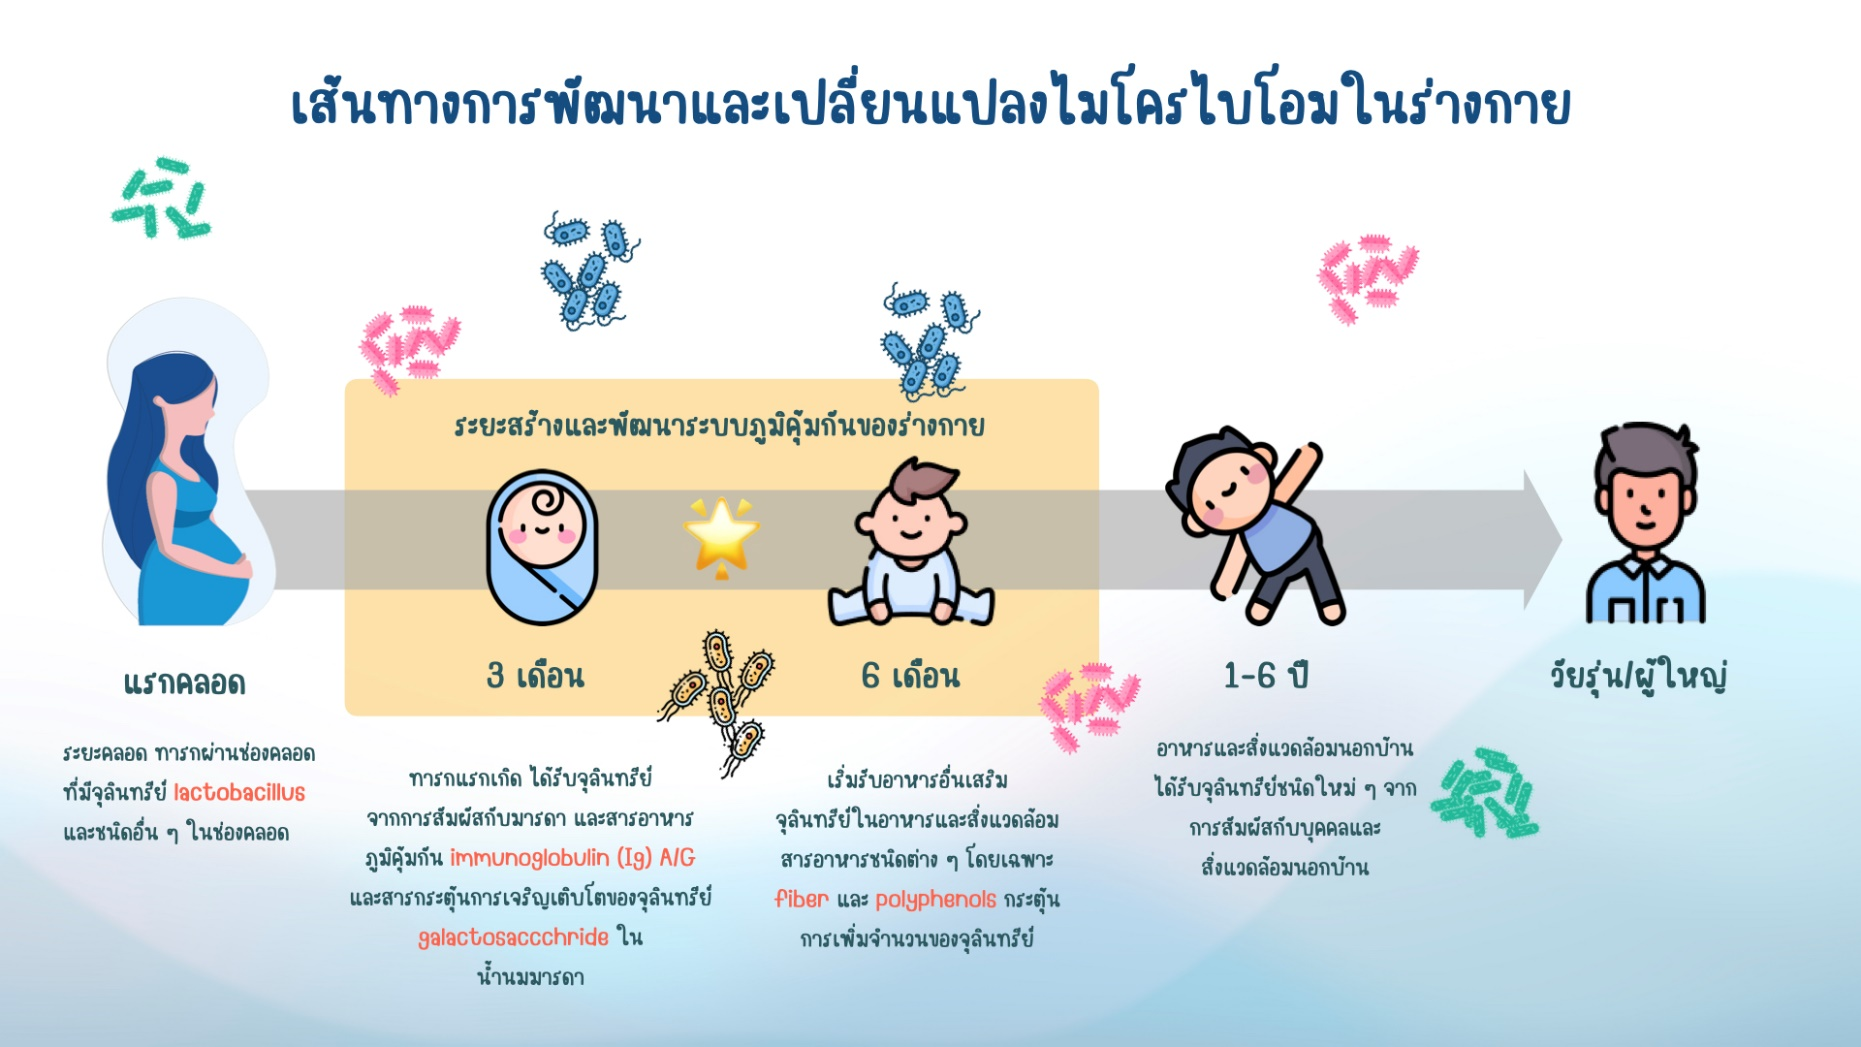 เส้นทางการพัฒนาและเปลี่ยนแปลงไมโครไบโอมในร่างกาย
ระยะสร้างและพัฒนาระบบภูมิคุ้มกันของร่างกาย
แรกคลอด
ระยะคลอด ทารกผ่านช่องคลอด
ที่มีจุลินทรีย์ lactobacillus
และชนิดอื่น ๆ ในช่องคลอด
3 เดือน
ทารกแรกเกิด ได้รับจุลินทรีย์
จากการสัมผัสกับมารดา และสารอาหาร
ภูมิคุ้มกัน immunoglobulin (Ig) A/G
และสารกระตุ้นการเจริญเติบโตของจุลินทรีย์
galactosaccchride ใน
น้ำนมมารดา
6 เดือน
เริ่มรับอาหารอื่นเสริม
จุลินทรีย์ในอาหารและสิ่งแวดล้อม
สารอาหารชนิดต่าง ๆ โดยเฉพาะ
fiber และ polyphenols กระตุ้น
การเพิ่มจำนวนของจุลินทรีย์
1-6 ปี
อาหารและสิ่งแวดล้อมนอกบ้าน
ได้รับจุลินทรีย์ชนิดใหม่ ๆ จาก
การสัมผัสกับบุคคลและ
สิ่งแวดล้อมนอกบ้าน
วัยรุ่น/ผู้ใหญ่